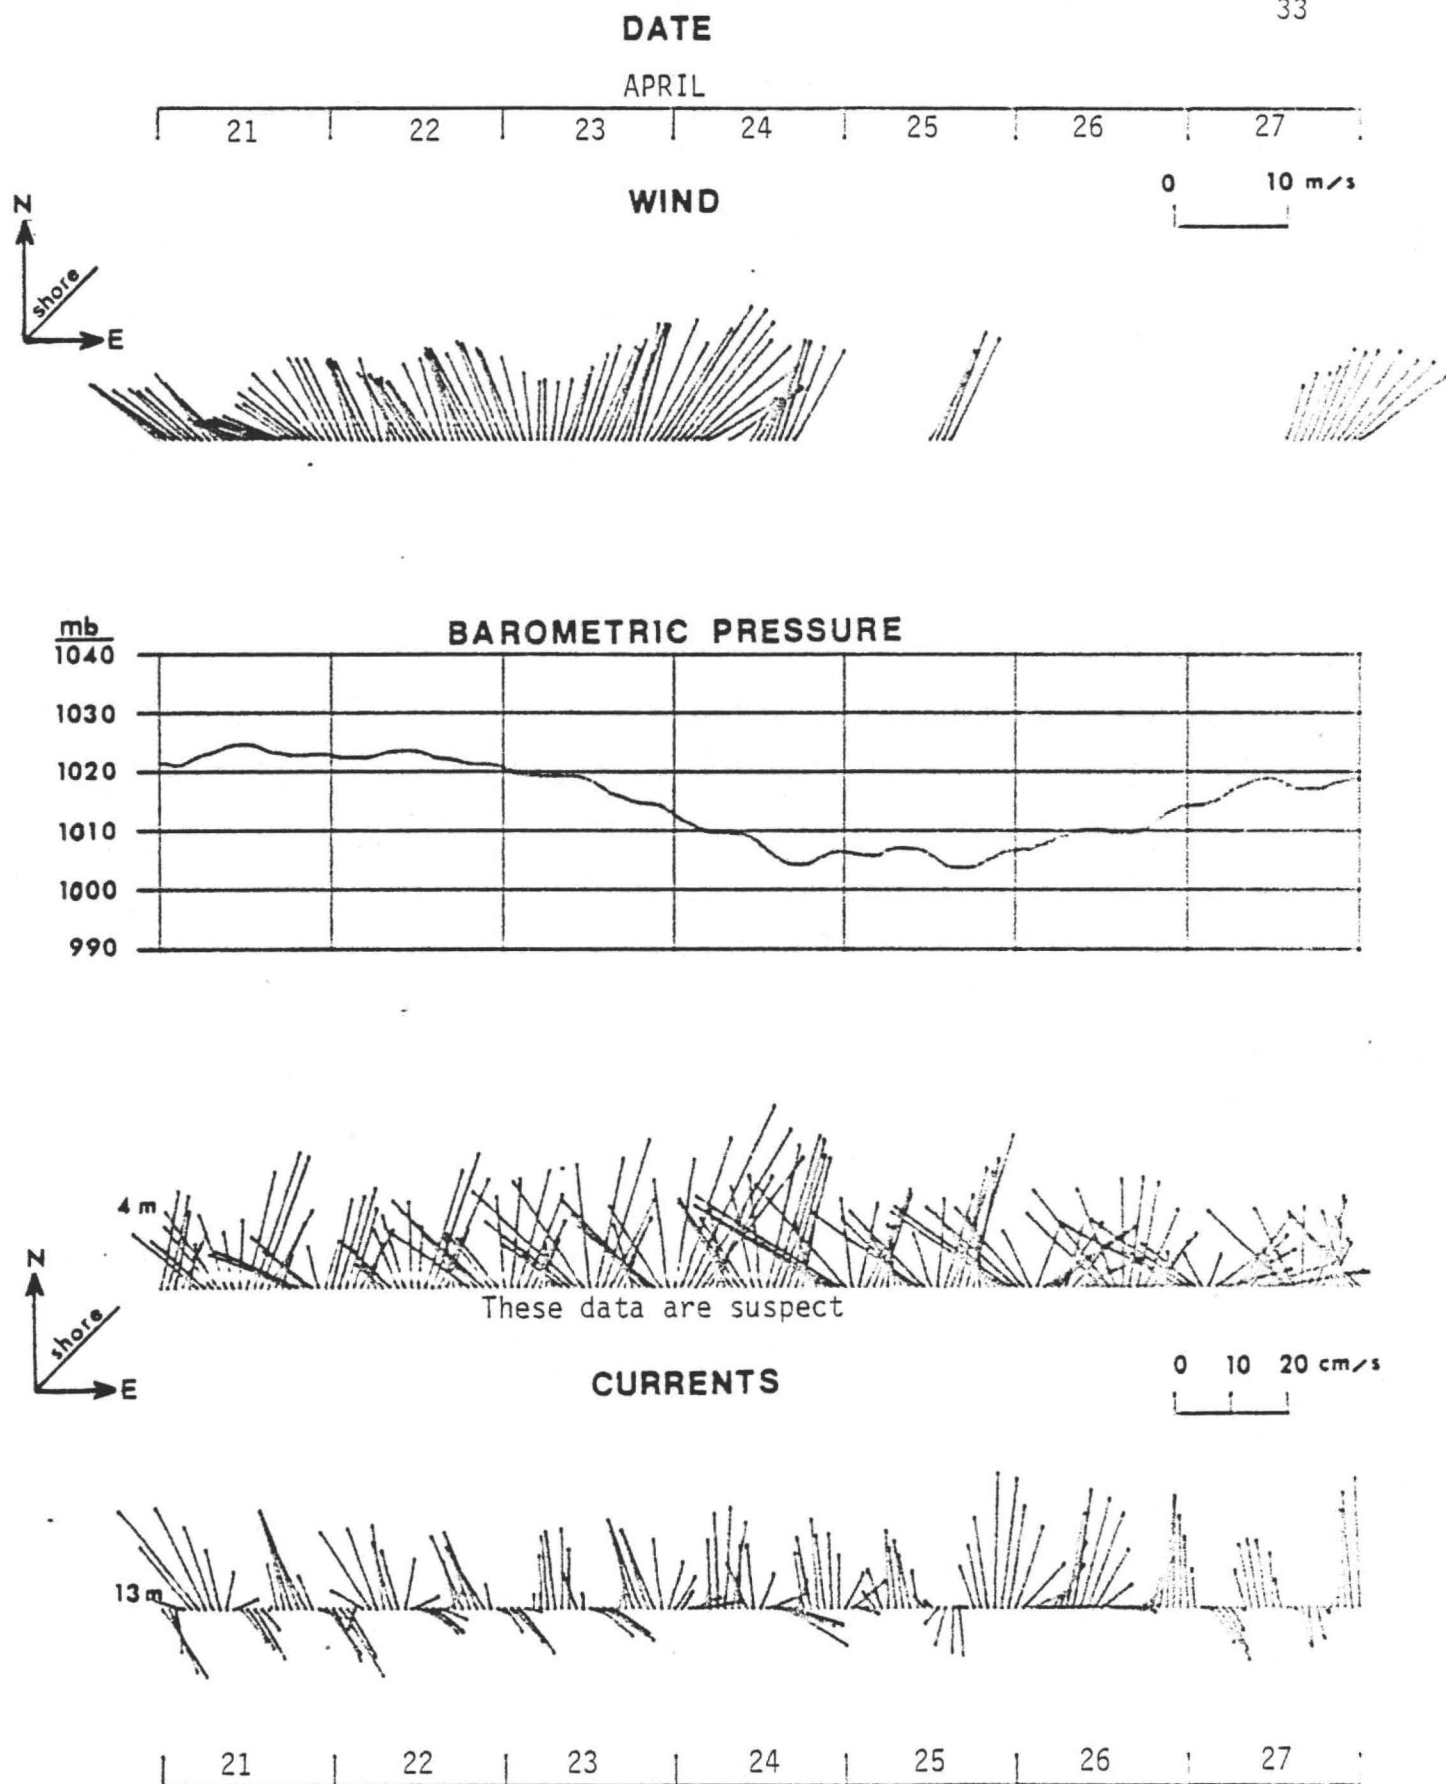 33
DATE
APRIL
21 22 23 24 25 26 27
WIND
0 10 m/s
N
shore
E
mb
BAROMETRIC PRESSURE
1040
1030
1020
1010
1000
990
4 m
These data are suspect
N
shore
E
CURRENTS
0 10 20 cm/s
13 m
21 22 23 24 25 26 27